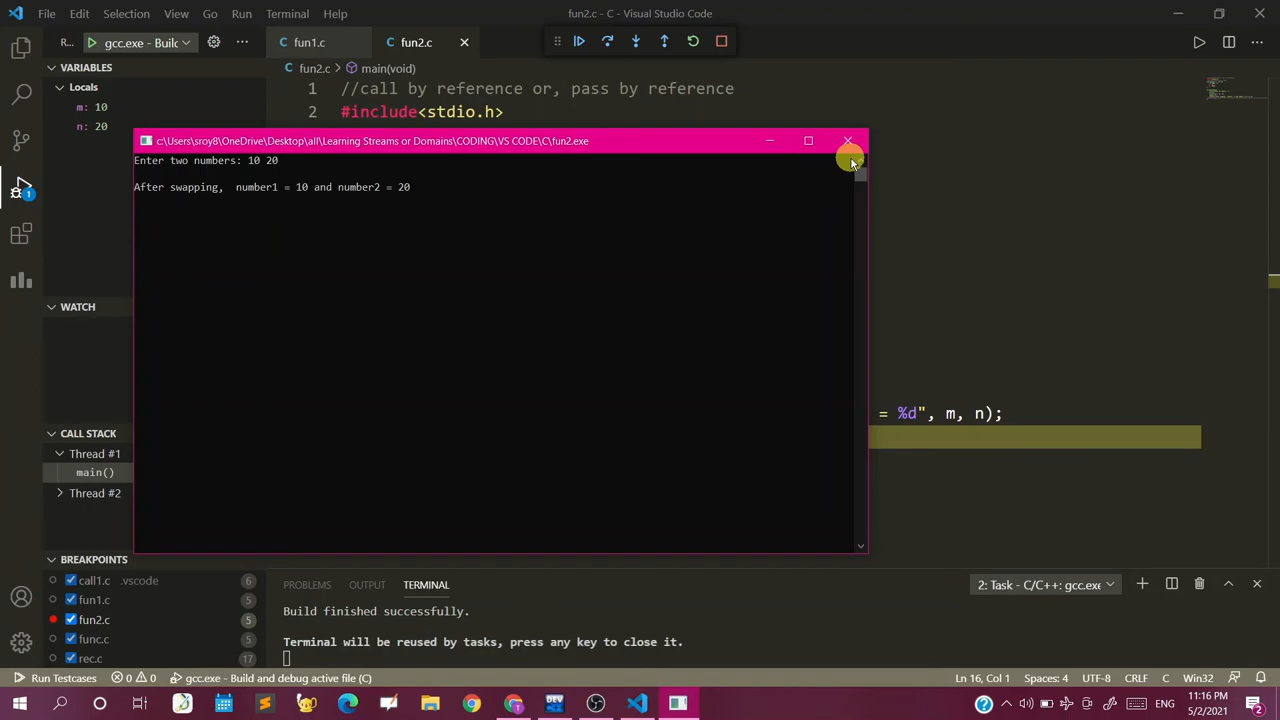 File Edit Selection View Go Run Terminal Help
fun2.c - C - Visual Studio Code
R... gcc.exe - Builc ...
fun1.c fun2.c
VARIABLES
fun2.c > main(void)
Locals
m: 10
n: 20
1 //call by reference or, pass by reference
2 #include<stdio.h>
c:\Users\sroy8\OneDrive\Desktop\all\Learning Streams or Domains\CODING\VS CODE\C\fun2.exe
Enter two numbers: 10 20
After swapping, number1 = 10 and number2 = 20
= %d", m, n);
WATCH
CALL STACK
Thread #1
main()
Thread #2
BREAKPOINTS
call1.c .vscode 6
fun1.c 5
fun2.c 5
func.c 5
rec.c 17
1
PROBLEMS OUTPUT TERMINAL
2: Task - C/C++: gcc.exe
Build finished successfully.
Terminal will be reused by tasks, press any key to close it.
Run Testcases 0 0 gcc.exe - Build and debug active file (C)
Ln 16, Col 1 Spaces: 4 UTF-8 CRLF C Win32
ENG
11:16 PM
5/2/2021
2